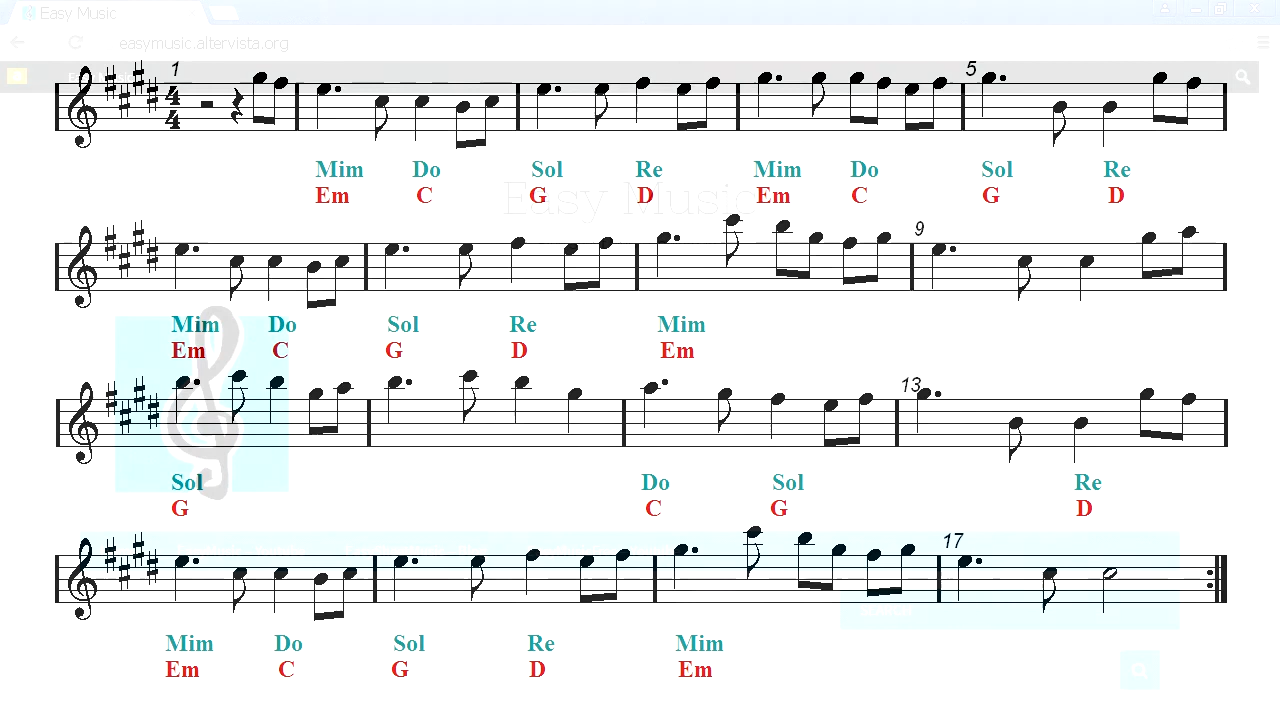 Easy Music
easymusic.altervista.org
1 5
4
4
Mim Do Sol Re Mim Do Sol Re
Em C G D Em C G D
Easy Music
9
Mim Do Sol Re Mim
Em C G D Em
13
Sol Do Sol Re
G C G D
17
Mim Do Sol Re Mim
Em C G D Em